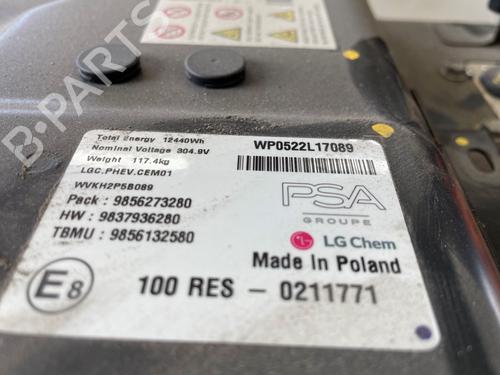 B-PARTS
Total Energy 12440Wh
Nominal Voltage 304.9V
Weight 117.4kg
LGC.PHEV.CEM01
WVKH2P5B089
Pack : 9856273280
HW : 9837936280
TBMU : 9856132580
WP0522L17089
PSA
GROUPE
LG Chem
Made In Poland
E8
100 RES - 0211771